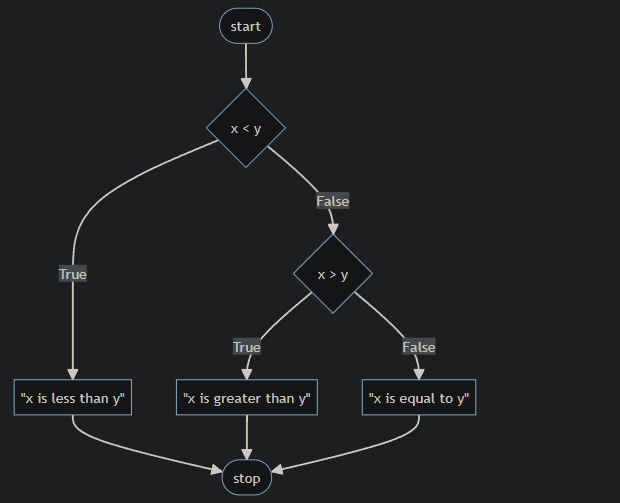 start
x < y
False
True
x > y
True
False
"x is less than y"
"x is greater than y"
"x is equal to y"
stop